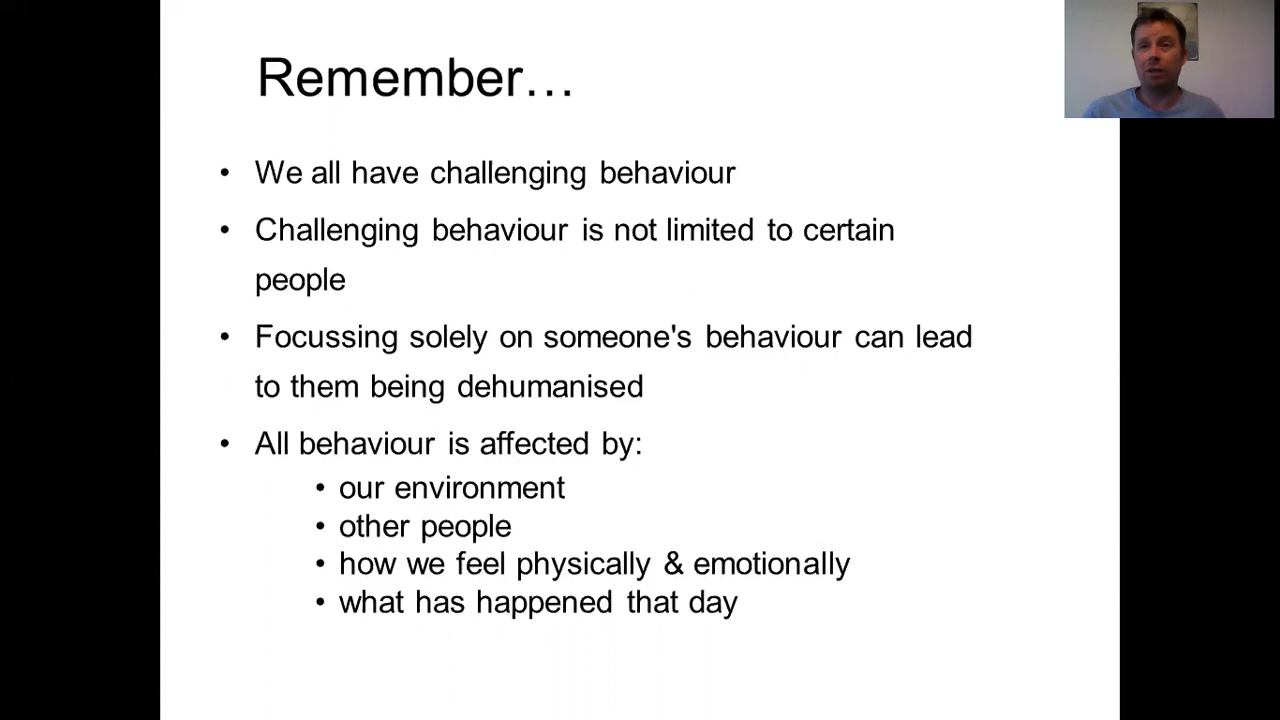 Remember…
• We all have challenging behaviour
• Challenging behaviour is not limited to certain
people
• Focussing solely on someone's behaviour can lead
to them being dehumanised
• All behaviour is affected by:
• our environment
• other people
• how we feel physically & emotionally
• what has happened that day